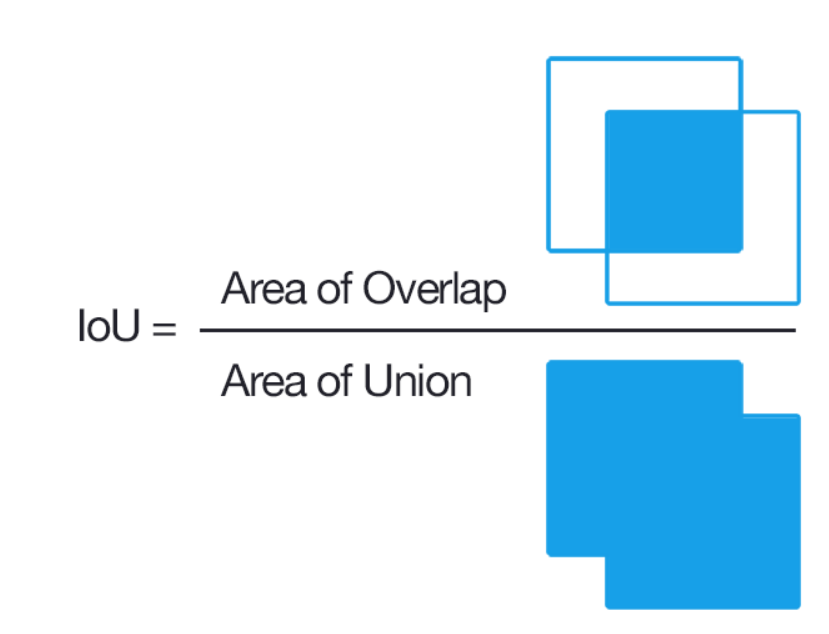 Area of Overlap
IoU =
Area of Union